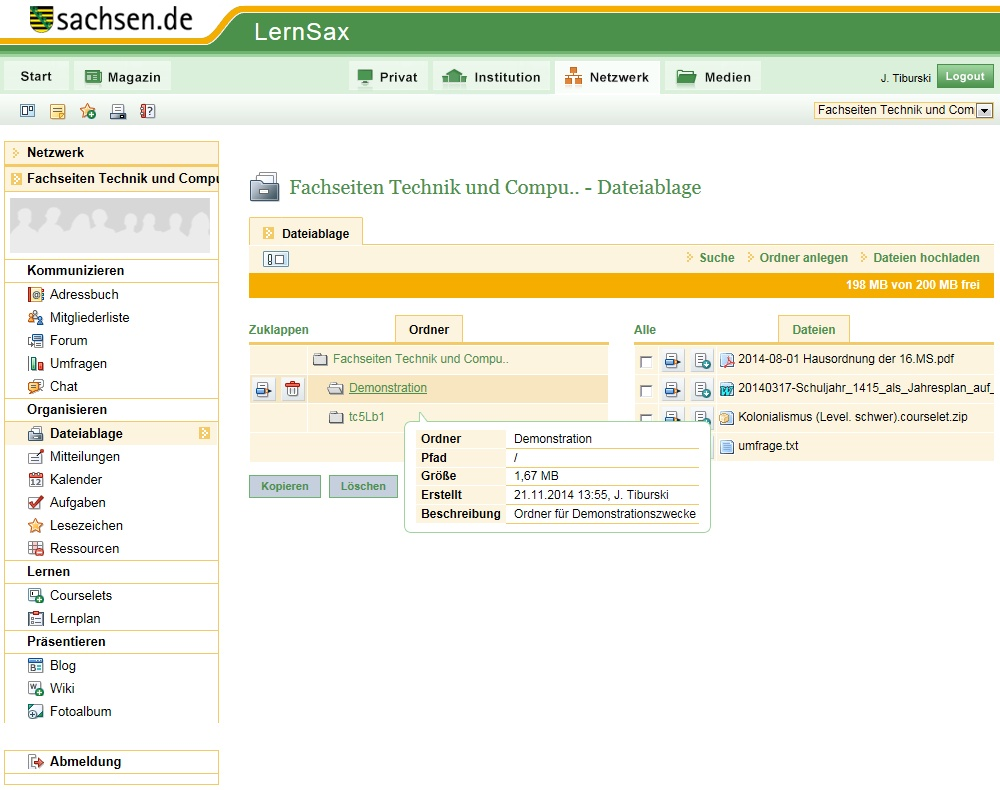 sachsen.de
LernSax
Start
Magazin
Privat
Institution
Netzwerk
Medien
J. Tiburski
Logout
Fachseiten Technik und Com
Netzwerk
Fachseiten Technik und Compu
Kommunizieren
Adressbuch
Mitgliederliste
Forum
Umfragen
Chat
Organisieren
Dateiablage
Mitteilungen
Kalender
Aufgaben
Lesezeichen
Ressourcen
Lernen
Courselets
Lernplan
Präsentieren
Blog
Wiki
Fotoalbum
Abmeldung
Fachseiten Technik und Compu.. - Dateiablage
Dateiablage
Suche
Ordner anlegen
Dateien hochladen
198 MB von 200 MB frei
Zuklappen
Ordner
Fachseiten Technik und Compu..
Demonstration
tc5Lb1
Kopieren
Löschen
Alle
Dateien
2014-08-01 Hausordnung der 16.MS.pdf
20140317-Schuljahr_1415_als_Jahresplan_auf_
Kolonialismus (Level. schwer).courselet.zip
umfrage.txt
Ordner Demonstration
Pfad /
Größe 1,67 MB
Erstellt 21.11.2014 13:55, J. Tiburski
Beschreibung Ordner für Demonstrationszwecke